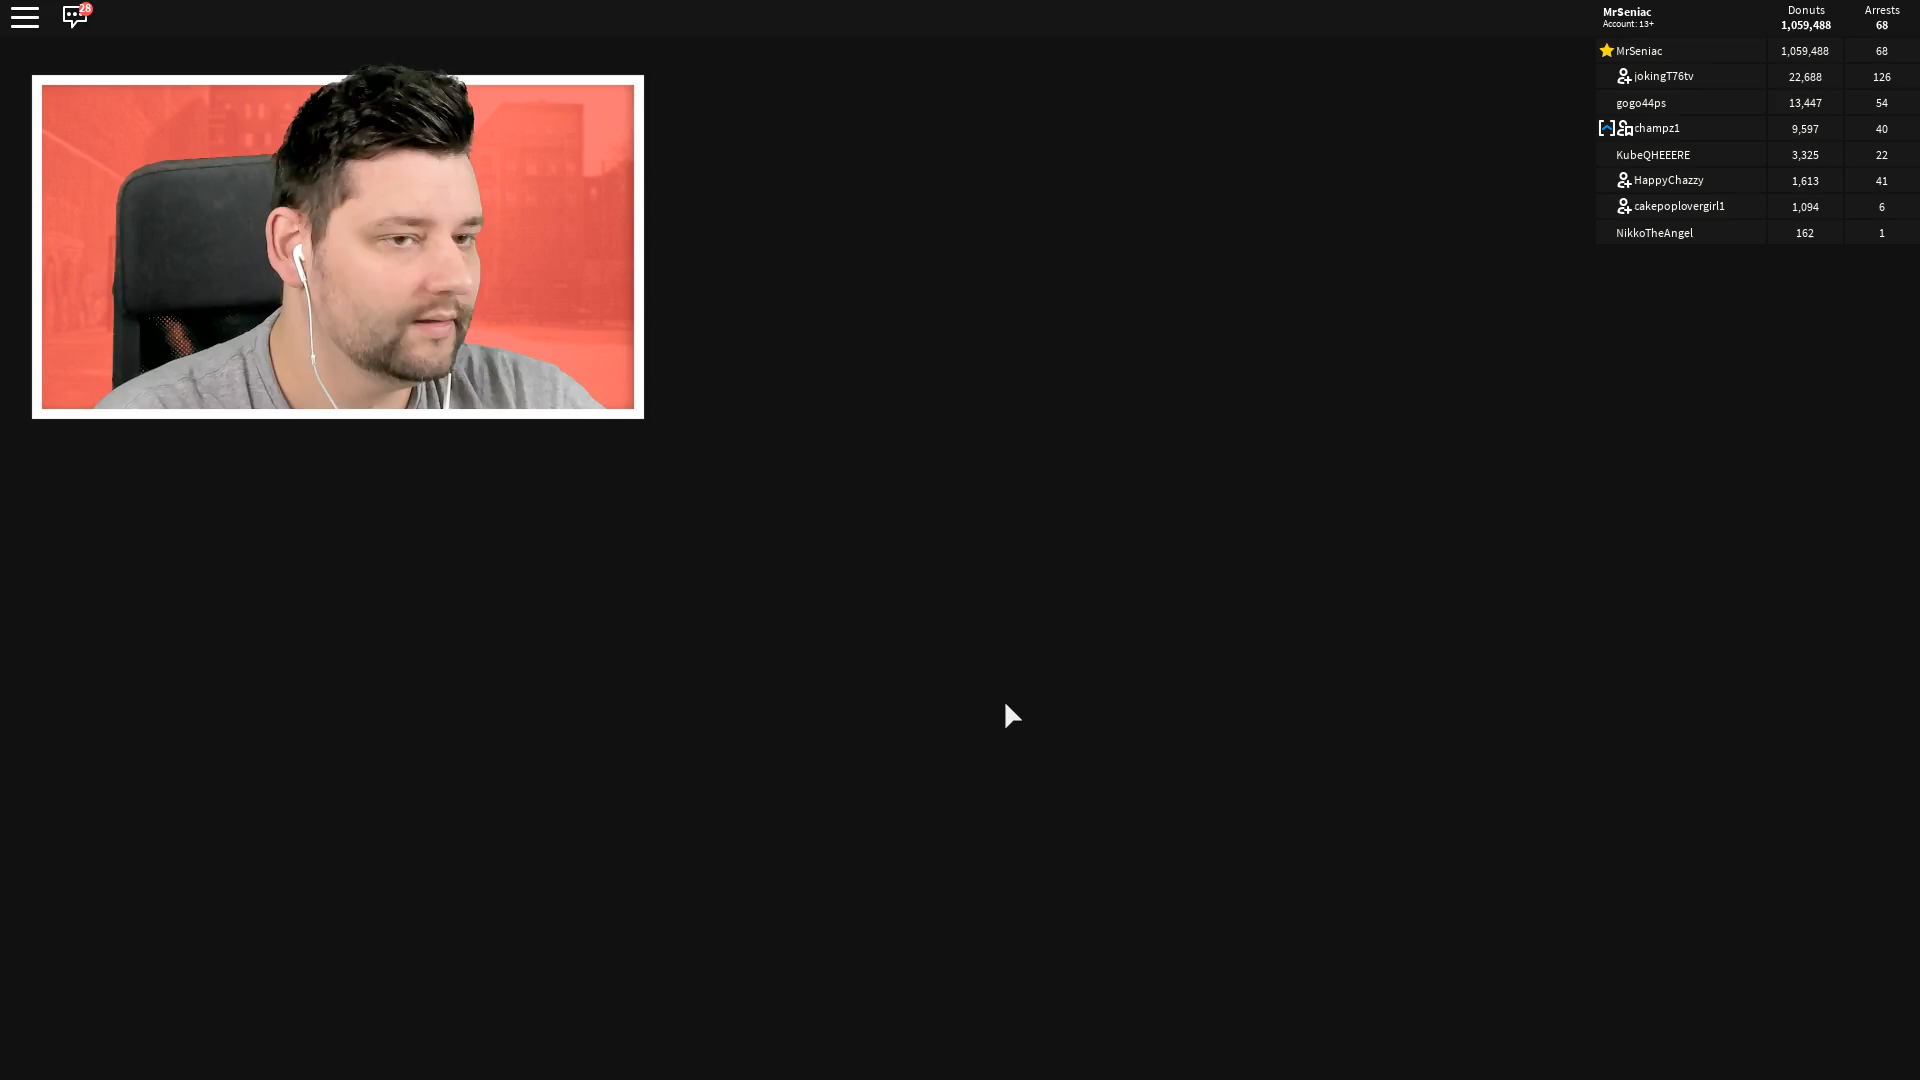 28
MrSeniac Donuts Arrests
Account: 13+ 1,059,488 68
MrSeniac 1,059,488 68
jokingT76tv 22,688 126
gogo44ps 13,447 54
champz1 9,597 40
KubeQHEEERE 3,325 22
HappyChazzy 1,613 41
cakepoplovergirl1 1,094 6
NikkoTheAngel 162 1